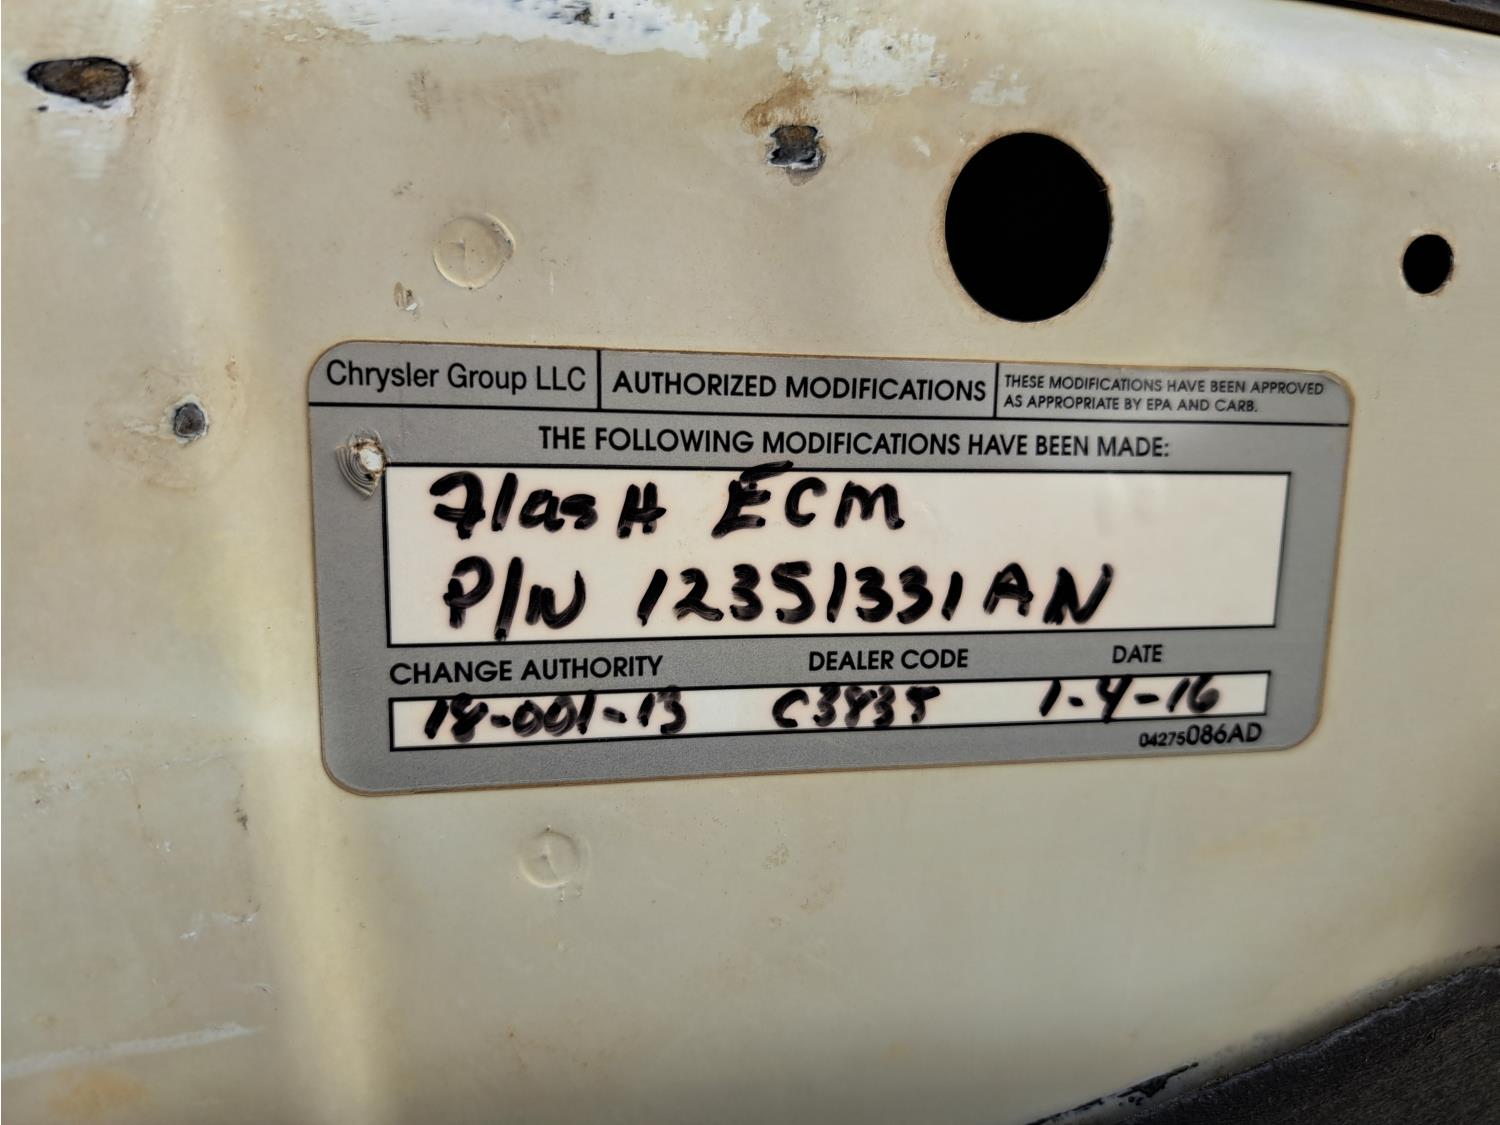 Chrysler Group LLC
AUTHORIZED MODIFICATIONS
THESE MODIFICATIONS HAVE BEEN APPROVED
AS APPROPRIATE BY EPA AND CARB.
THE FOLLOWING MODIFICATIONS HAVE BEEN MADE:
FlasH ECM
P/N 12351331AN
CHANGE AUTHORITY DEALER CODE DATE
18-001-13 C3835 1-4-16
04275086AD